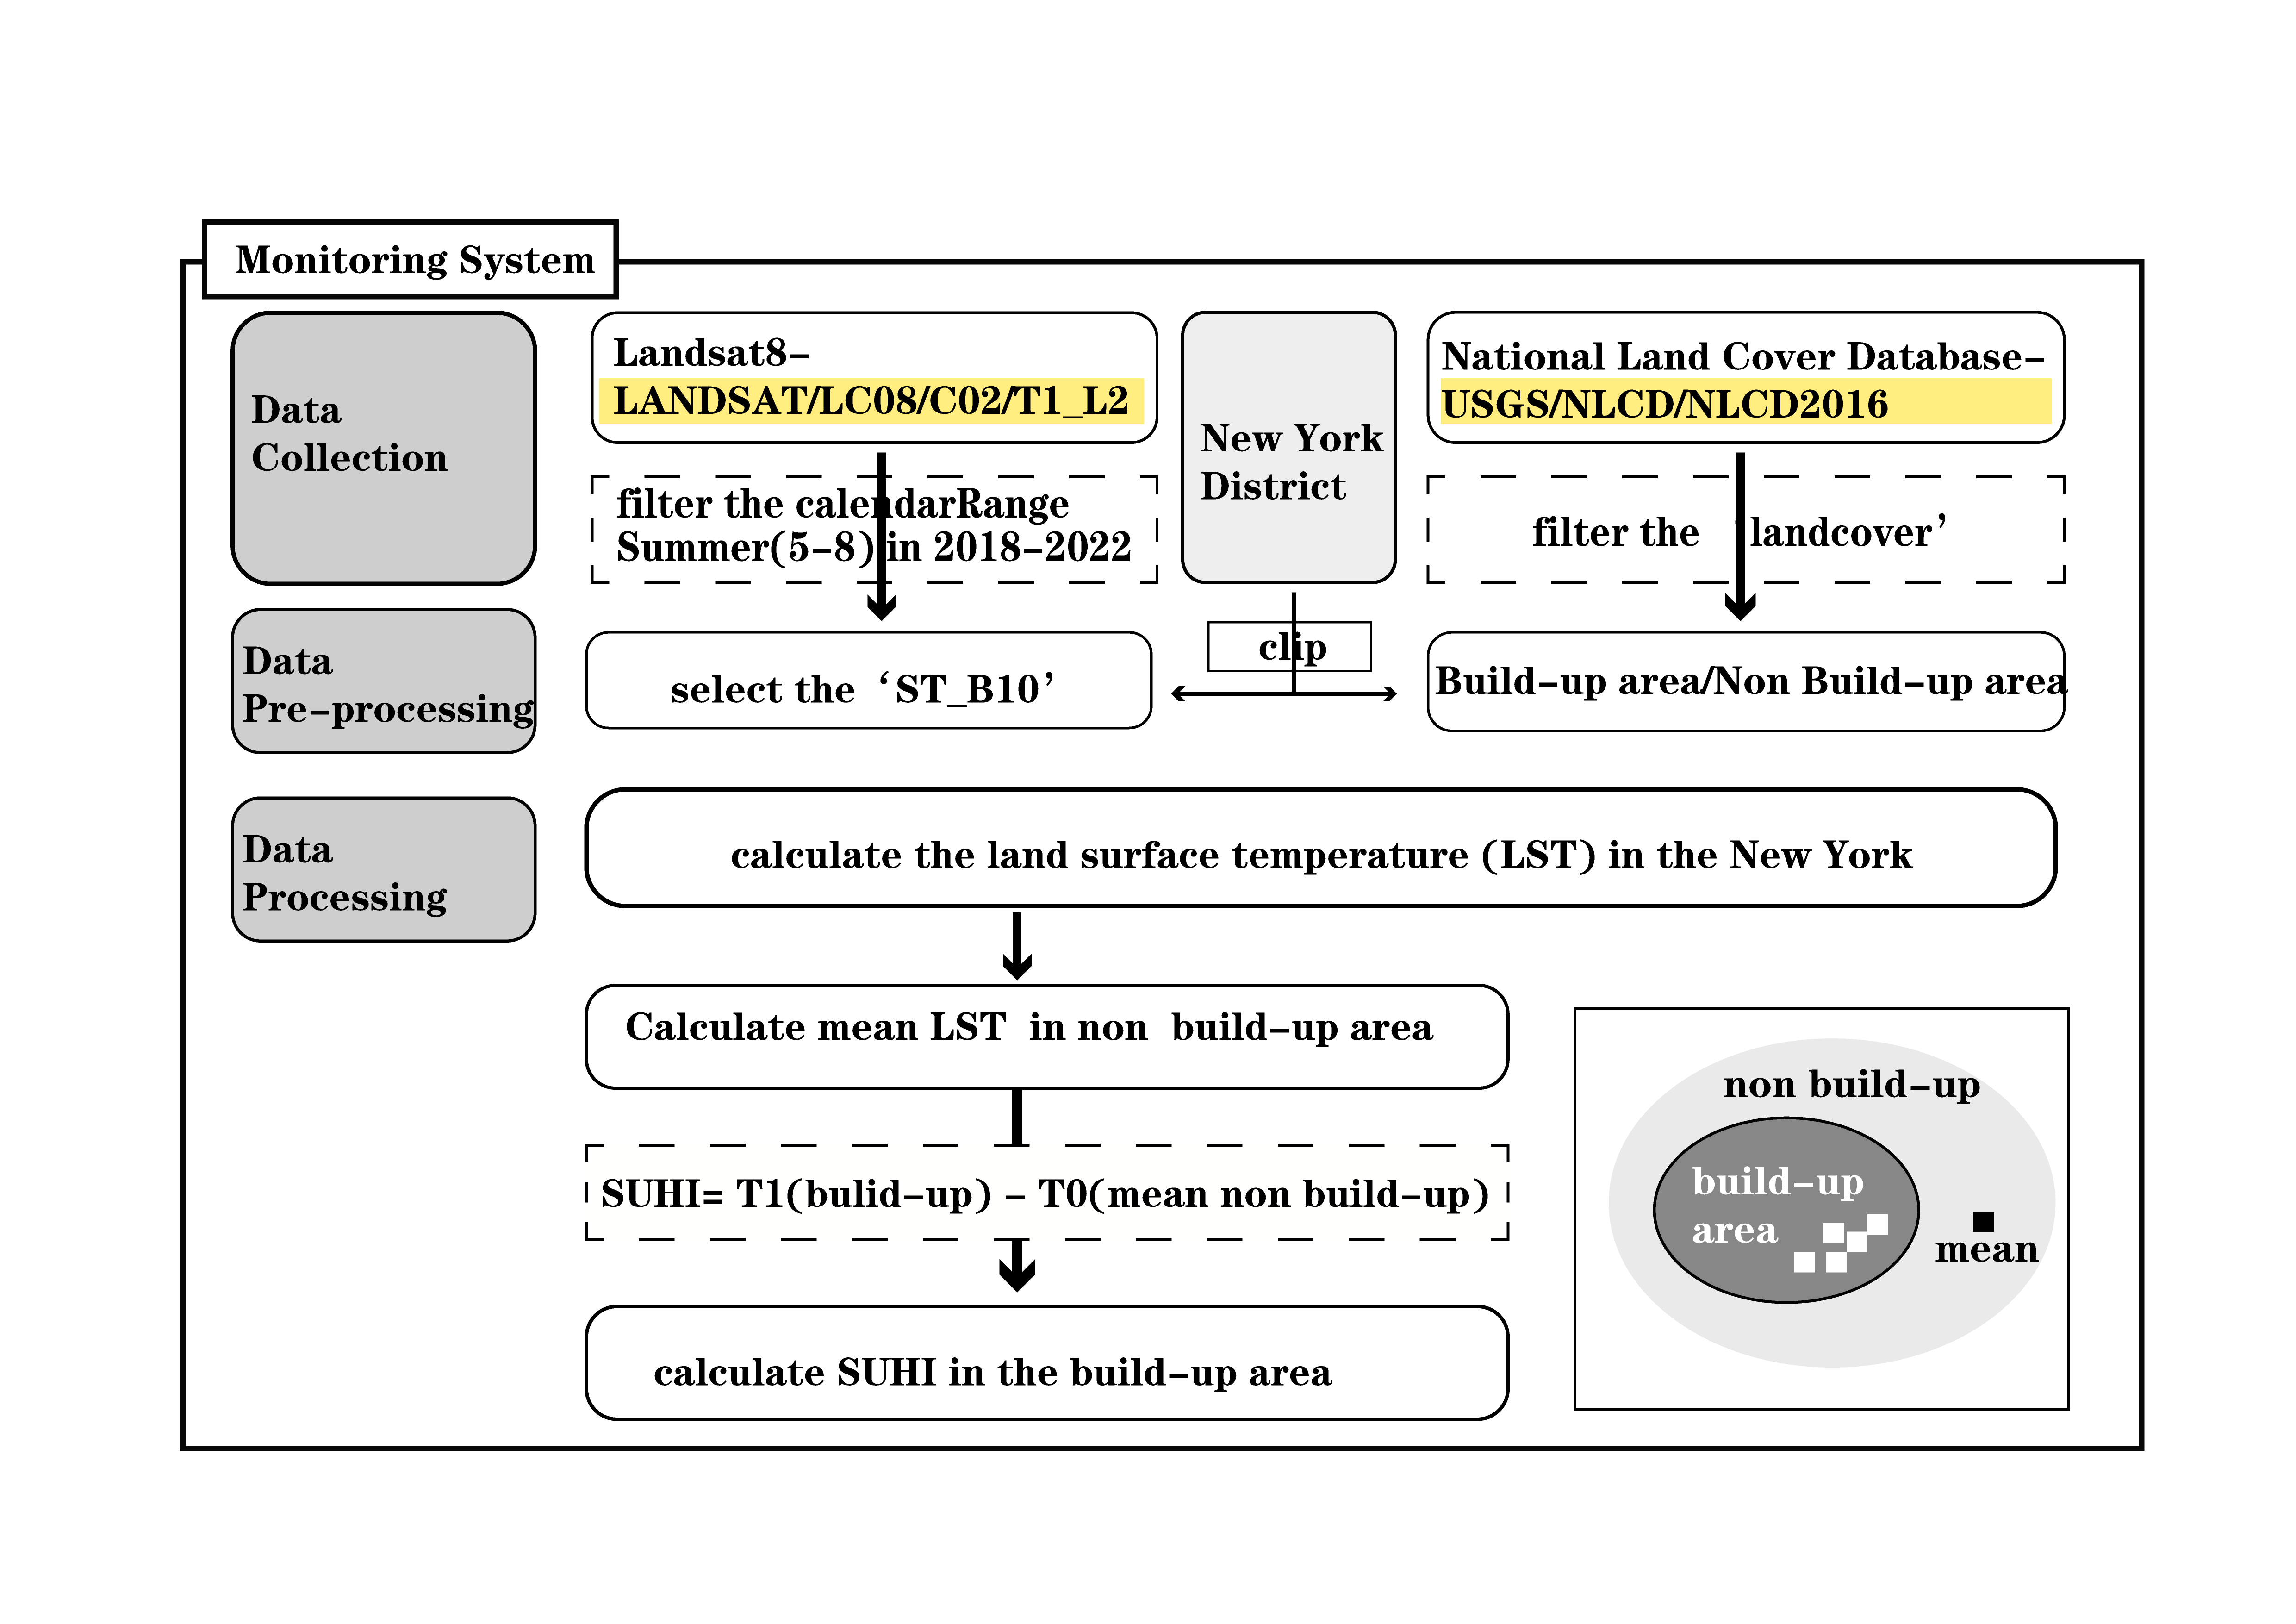 Monitoring System
Data
Collection
Landsat8-
LANDSAT/LC08/C02/T1_L2
New York
District
National Land Cover Database-
USGS/NLCD/NLCD2016
filter the calendarRange
Summer(5-8) in 2018-2022
filter the ‘landcover’
Data
Pre-processing
select the ‘ST_B10’
clip
Build-up area/Non Build-up area
Data
Processing
calculate the land surface temperature (LST) in the New York
Calculate mean LST in non build-up area
SUHI= T1(bulid-up) - T0(mean non build-up)
calculate SUHI in the build-up area
non build-up
build-up
area
mean